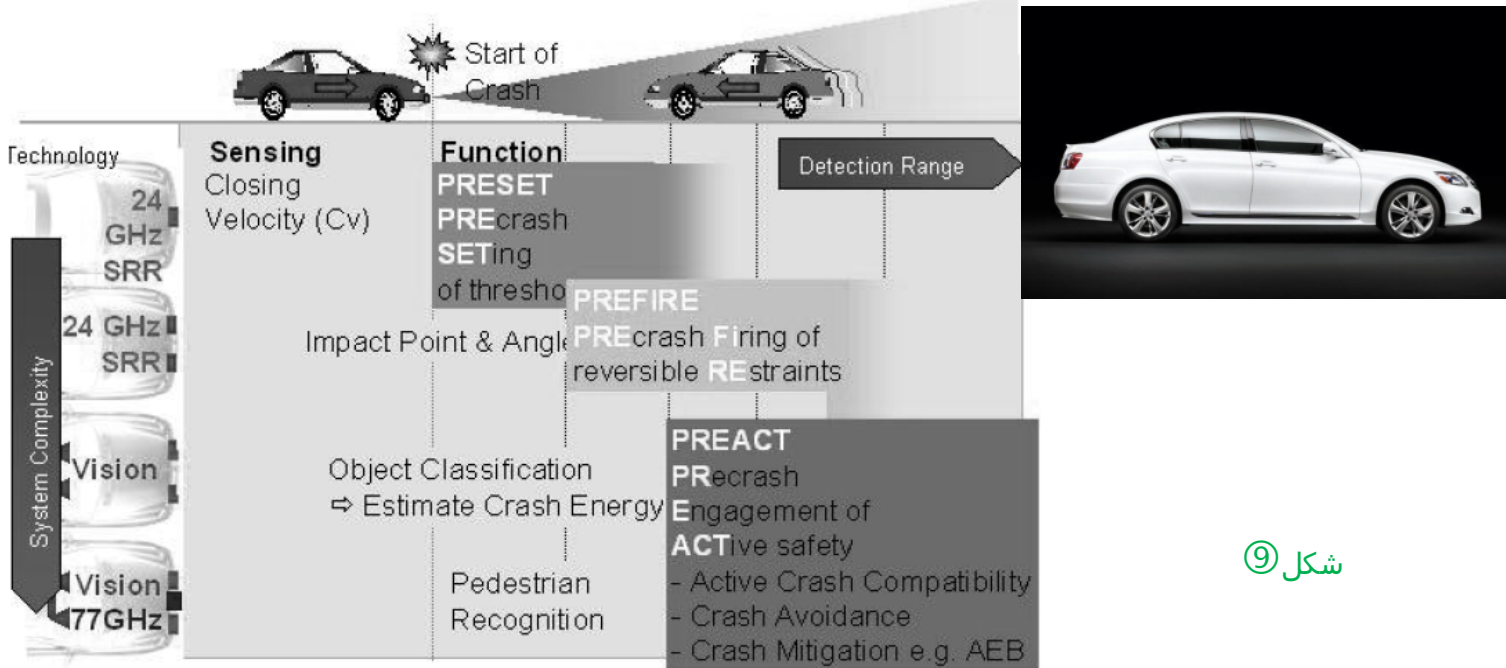 Start of
Crash
Technology
Sensing
Function
Detection Range
Closing
Velocity (Cv)
PRESET
PREcrash
SETing
of thresho
24
GHz
SRR
PREFIRE
PREcrash Firing of
reversible REstraints
24 GHz
SRR
Impact Point & Angle
System Complexity
Vision
Object Classification
⇨ Estimate Crash Energy
PREACT
PRecrash
Engagement of
ACTive safety
- Active Crash Compatibility
- Crash Avoidance
- Crash Mitigation e.g. AEB
Vision
77GHz
Pedestrian
Recognition
شکل⑨